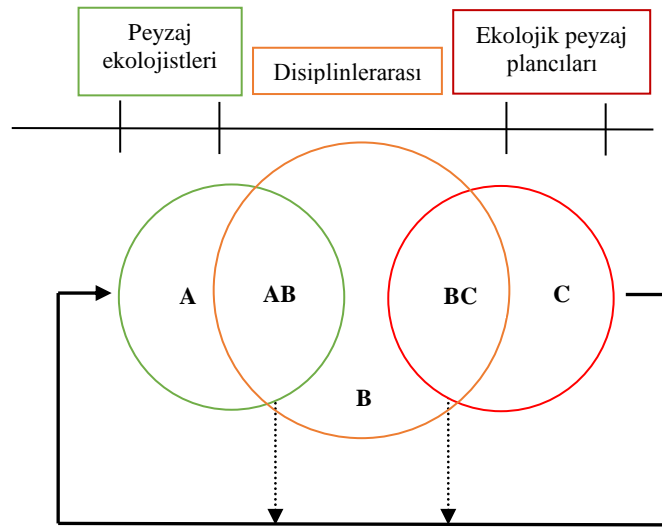 Peyzaj
ekolojistleri
Disiplinlerarası
Ekolojik peyzaj
plancıları
A
AB
BC
C
B